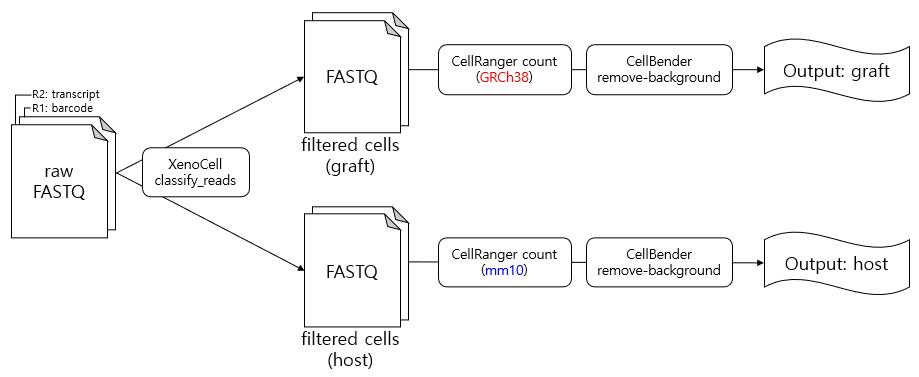 R2: transcript
R1: barcode
raw
FASTQ
XenoCell
classify_reads
FASTQ
filtered cells
(graft)
CellRanger count
(GRCh38)
CellBender
remove-background
Output: graft
FASTQ
filtered cells
(host)
CellRanger count
(mm10)
CellBender
remove-background
Output: host